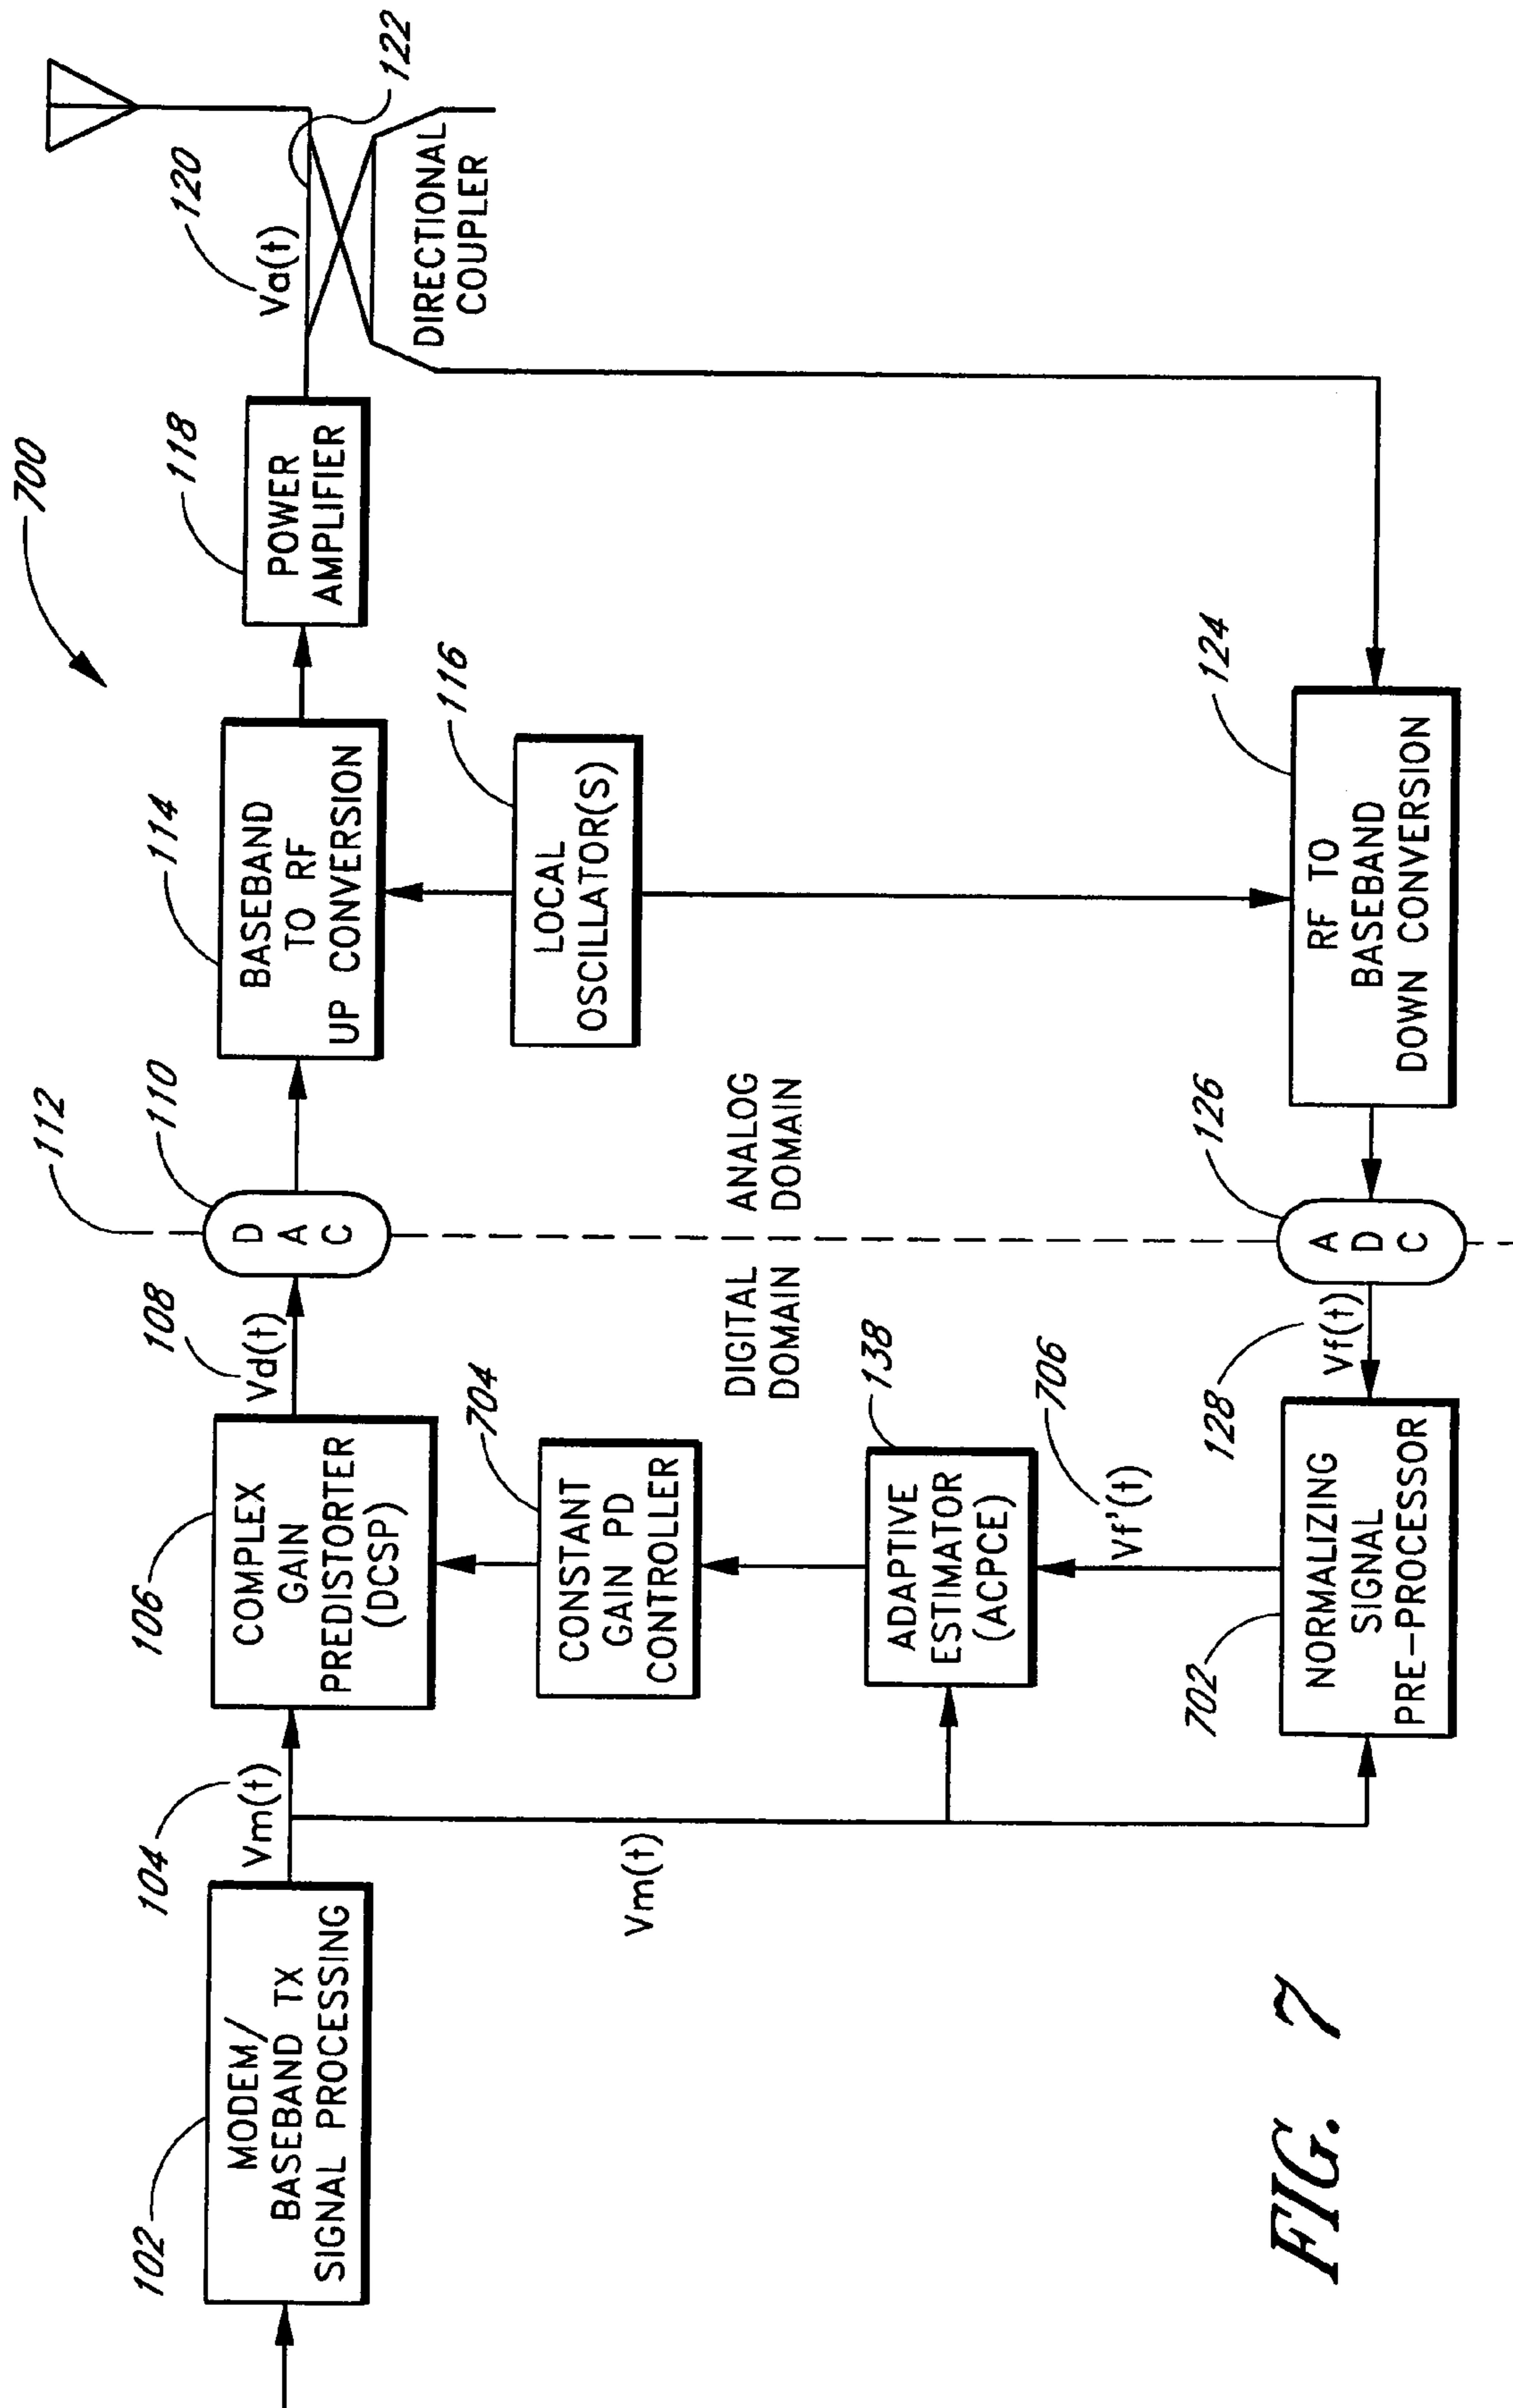 700
112
102
MODEM/
BASEBAND TX
SIGNAL PROCESSING
104
Vm(t)
106
COMPLEX
GAIN
PREDISTORTER
(DCSP)
108
Vd(t)
110
D
A
C
114
BASEBAND
TO RF
UP CONVERSION
118
POWER
AMPLIFIER
120
Va(t)
122
DIRECTIONAL
COUPLER
704
CONSTANT
GAIN PD
CONTROLLER
116
LOCAL
OSCILLATOR(S)
Vm(t)
DIGITAL
DOMAIN
ANALOG
DOMAIN
138
ADAPTIVE
ESTIMATOR
(ACPCE)
706
Vf'(t)
702
NORMALIZING
SIGNAL
PRE-PROCESSOR
128
Vf(t)
126
A
D
C
124
RF TO
BASEBAND
DOWN CONVERSION
FIG. 7